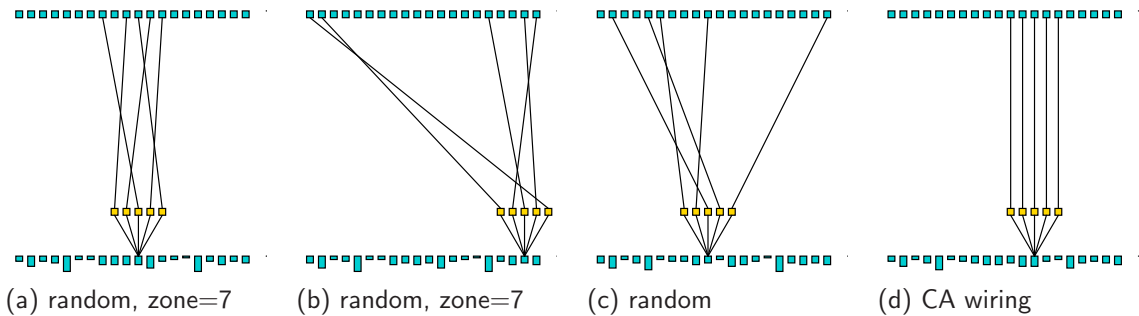 (a) random, zone=7
(b) random, zone=7
(c) random
(d) CA wiring